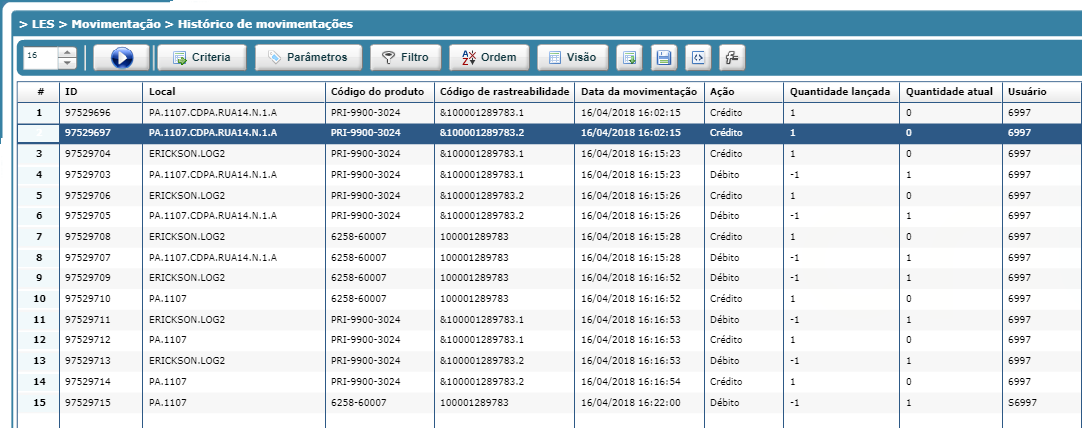 > LES > Movimentação > Histórico de movimentações
16 Criteria Parâmetros Filtro Ordem Visão
# ID Local Código do produto Código de rastreabilidade Data da movimentação Ação Quantidade lançada Quantidade atual Usuário
1 97529696 PA.1107.CDPA.RUA14.N.1.A PRI-9900-3024 &100001289783.1 16/04/2018 16:02:15 Crédito 1 0 6997
2 97529697 PA.1107.CDPA.RUA14.N.1.A PRI-9900-3024 &100001289783.2 16/04/2018 16:02:15 Crédito 1 0 6997
3 97529704 ERICKSON.LOG2 PRI-9900-3024 &100001289783.1 16/04/2018 16:15:23 Crédito 1 0 6997
4 97529703 PA.1107.CDPA.RUA14.N.1.A PRI-9900-3024 &100001289783.1 16/04/2018 16:15:23 Débito -1 1 6997
5 97529706 ERICKSON.LOG2 PRI-9900-3024 &100001289783.2 16/04/2018 16:15:26 Crédito 1 0 6997
6 97529705 PA.1107.CDPA.RUA14.N.1.A PRI-9900-3024 &100001289783.2 16/04/2018 16:15:26 Débito -1 1 6997
7 97529708 ERICKSON.LOG2 6258-60007 100001289783 16/04/2018 16:15:28 Crédito 1 0 6997
8 97529707 PA.1107.CDPA.RUA14.N.1.A 6258-60007 100001289783 16/04/2018 16:15:28 Débito -1 1 6997
9 97529709 ERICKSON.LOG2 6258-60007 100001289783 16/04/2018 16:16:52 Débito -1 1 6997
10 97529710 PA.1107 6258-60007 100001289783 16/04/2018 16:16:52 Crédito 1 0 6997
11 97529711 ERICKSON.LOG2 PRI-9900-3024 &100001289783.1 16/04/2018 16:16:53 Débito -1 1 6997
12 97529712 PA.1107 PRI-9900-3024 &100001289783.1 16/04/2018 16:16:53 Crédito 1 0 6997
13 97529713 ERICKSON.LOG2 PRI-9900-3024 &100001289783.2 16/04/2018 16:16:53 Débito -1 1 6997
14 97529714 PA.1107 PRI-9900-3024 &100001289783.2 16/04/2018 16:16:54 Crédito 1 0 6997
15 97529715 PA.1107 6258-60007 100001289783 16/04/2018 16:22:00 Débito -1 1 S6997